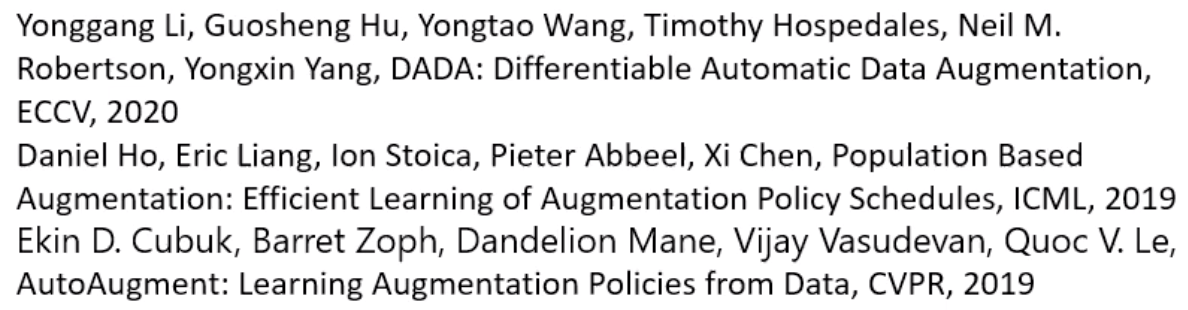 Yonggang Li, Guosheng Hu, Yongtao Wang, Timothy Hospedales, Neil M.
Robertson, Yongxin Yang, DADA: Differentiable Automatic Data Augmentation,
ECCV, 2020
Daniel Ho, Eric Liang, Ion Stoica, Pieter Abbeel, Xi Chen, Population Based
Augmentation: Efficient Learning of Augmentation Policy Schedules, ICML, 2019
Ekin D. Cubuk, Barret Zoph, Dandelion Mane, Vijay Vasudevan, Quoc V. Le,
AutoAugment: Learning Augmentation Policies from Data, CVPR, 2019